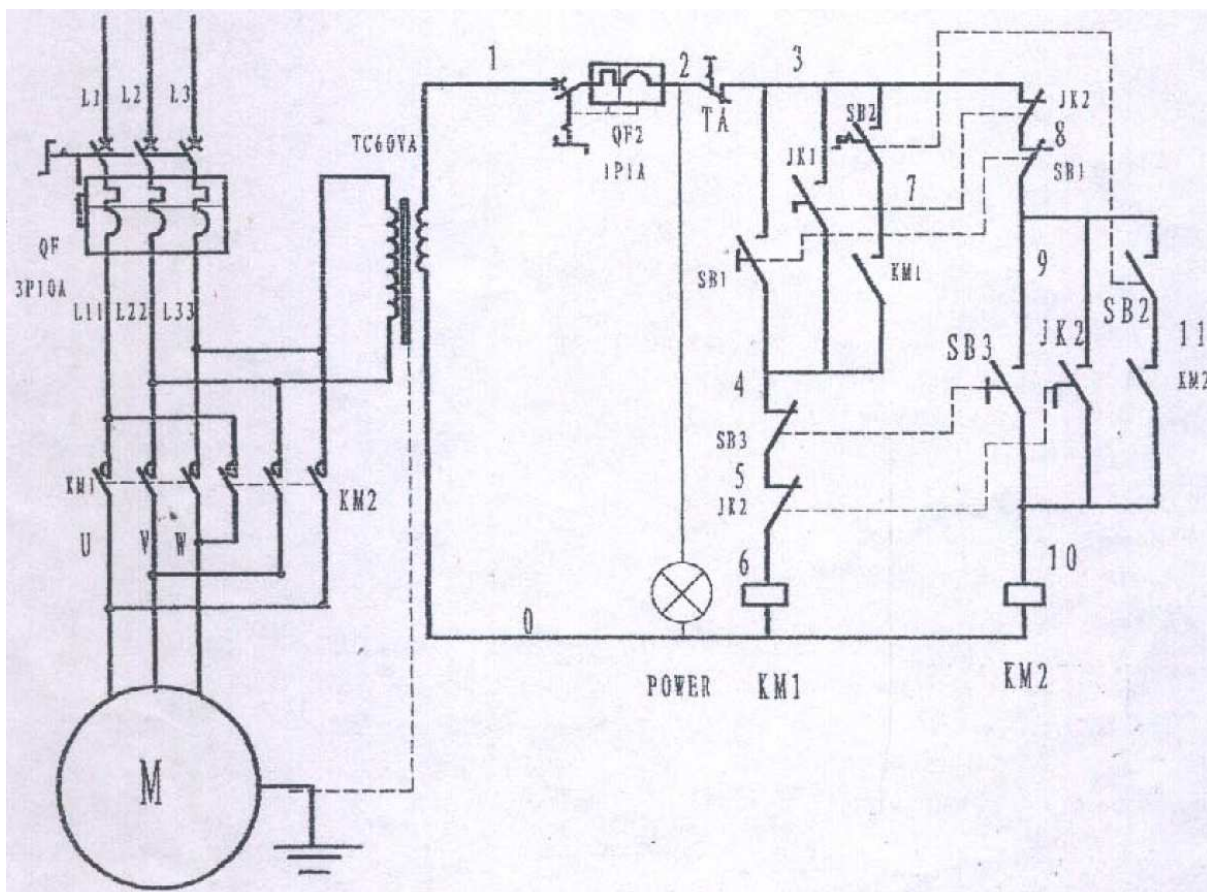 L1 L2 L3
QF
3P10A
L11 L22 L33
KM1
KM2
U V W
M
TC60VA
1
QF2
1P1A
2
TA
3
SB2
JK2
8
SB1
JK1
7
SB1
KM1
9
SB2
SB3
JK2
11
KM2
4
SB3
5
JK2
6
10
0
POWER
KM1
KM2